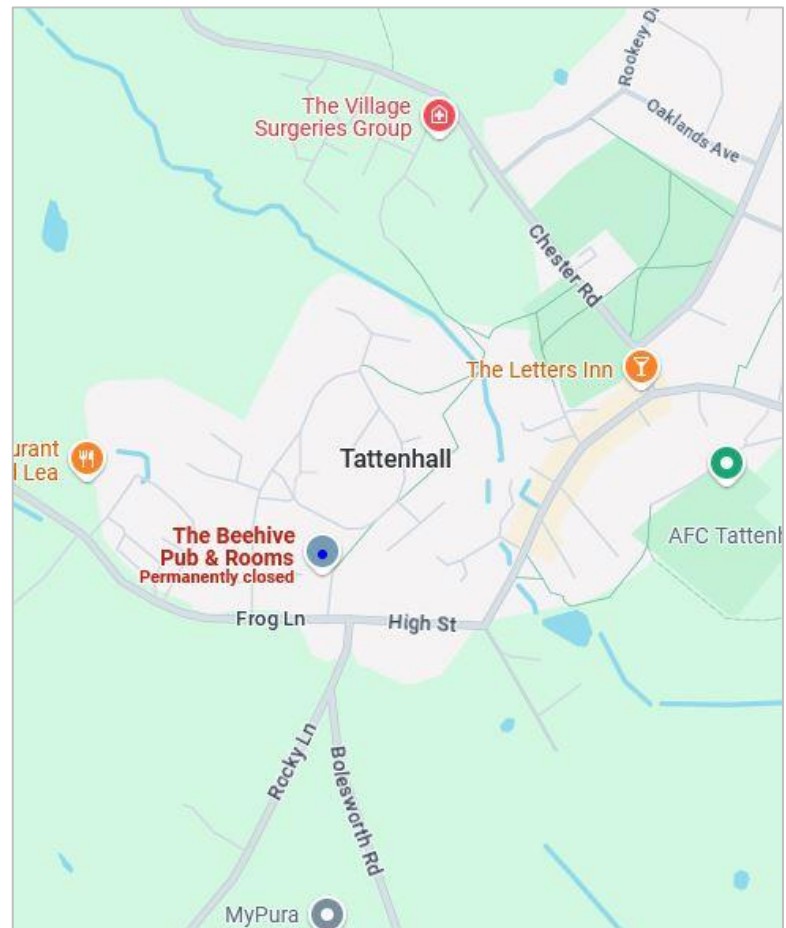 Rookery D
The Village
Surgeries Group
Oaklands Ave
Chester Rd
The Letters Inn
Tattenhall
urant
l Lea
AFC Tattenh
The Beehive
Pub & Rooms
Permanently closed
Frog Ln
High St
Rocky Ln
Bolesworth Rd
MyPura